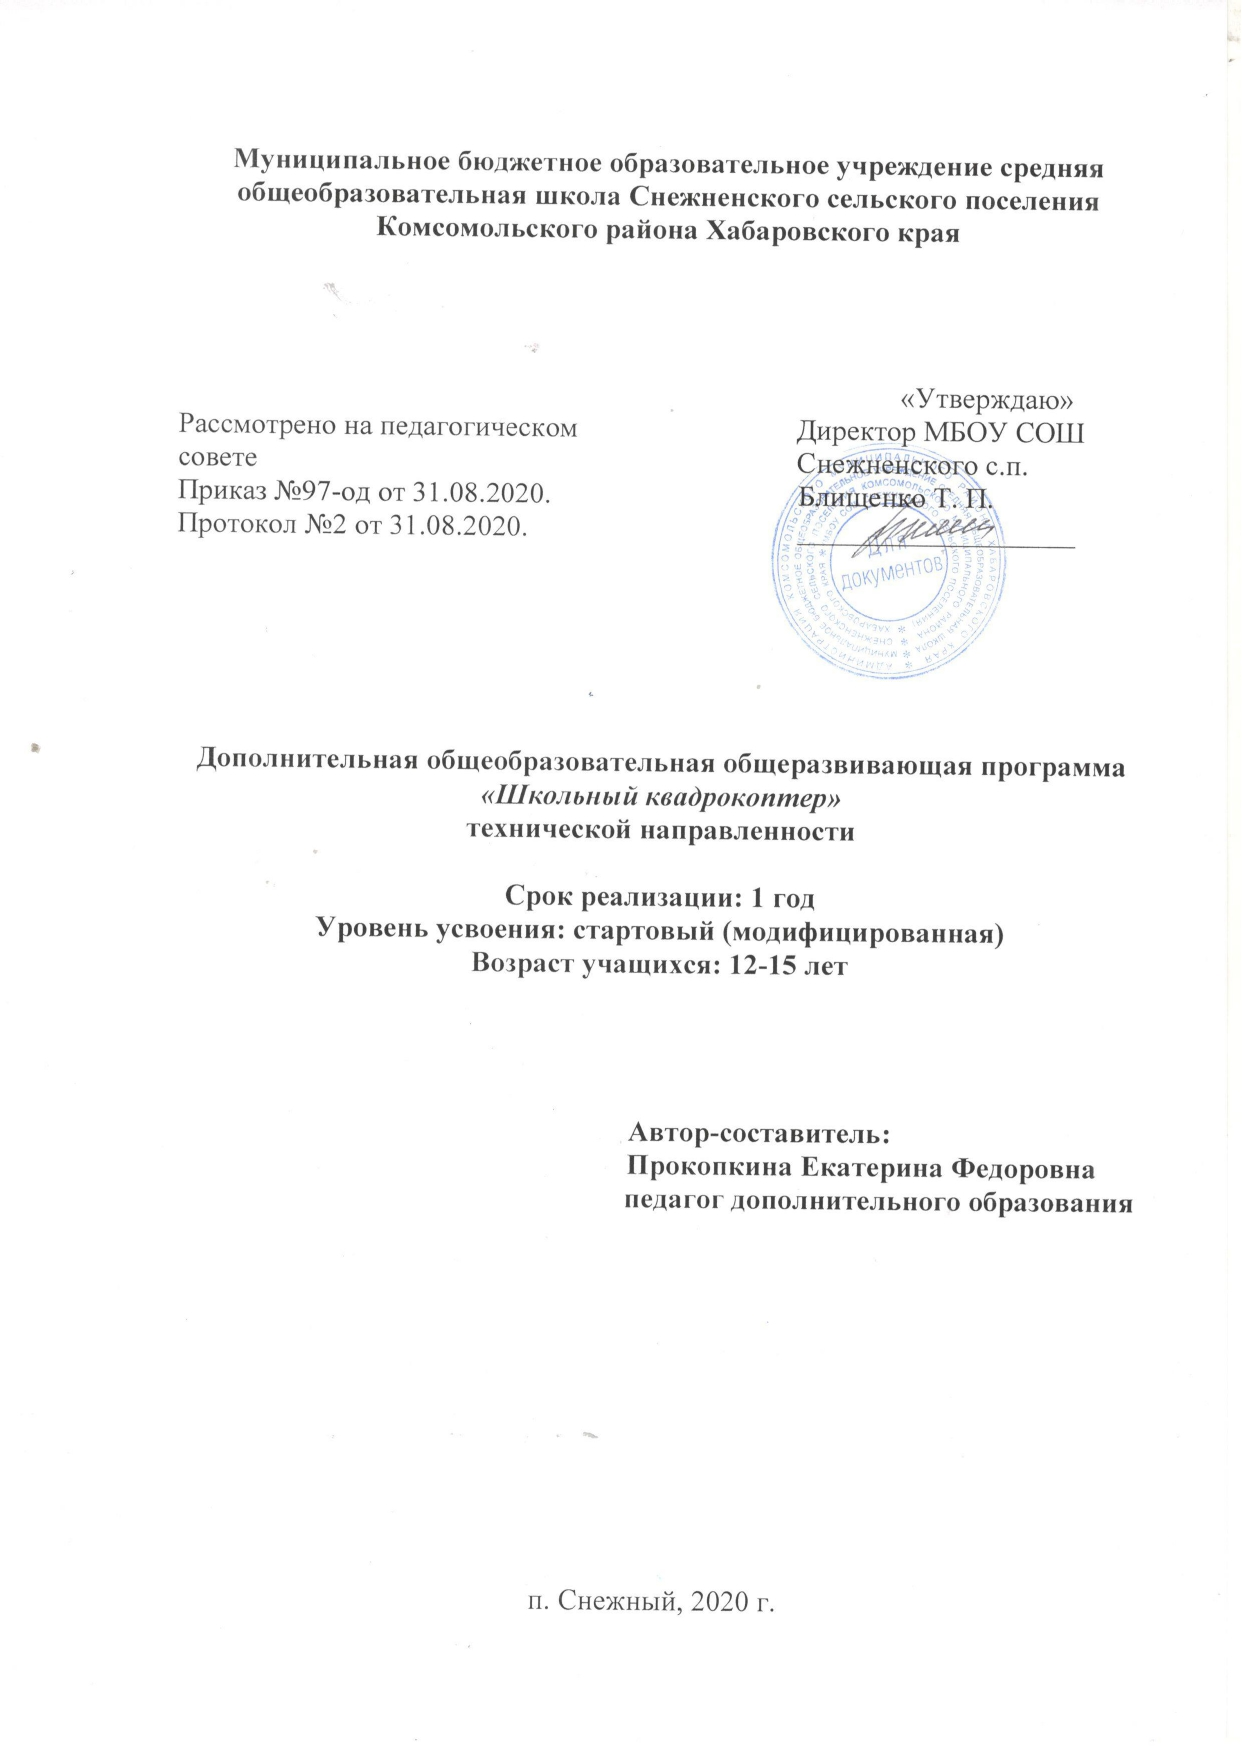 Муниципальное бюджетное образовательное учреждение средняя
общеобразовательная школа Снежненского сельского поселения
Комсомольского района Хабаровского края
Рассмотрено на педагогическом
совете
Приказ №97-од от 31.08.2020.
Протокол №2 от 31.08.2020.
«Утверждаю»
Директор МБОУ СОШ
Снежненского с.п.
Блищенко Т. П.
Для
документов
Дополнительная общеобразовательная общеразвивающая программа
«Школьный квадрокоптер»
технической направленности
Срок реализации: 1 год
Уровень усвоения: стартовый (модифицированная)
Возраст учащихся: 12-15 лет
Автор-составитель:
Прокопкина Екатерина Федоровна
педагог дополнительного образования
п. Снежный, 2020 г.